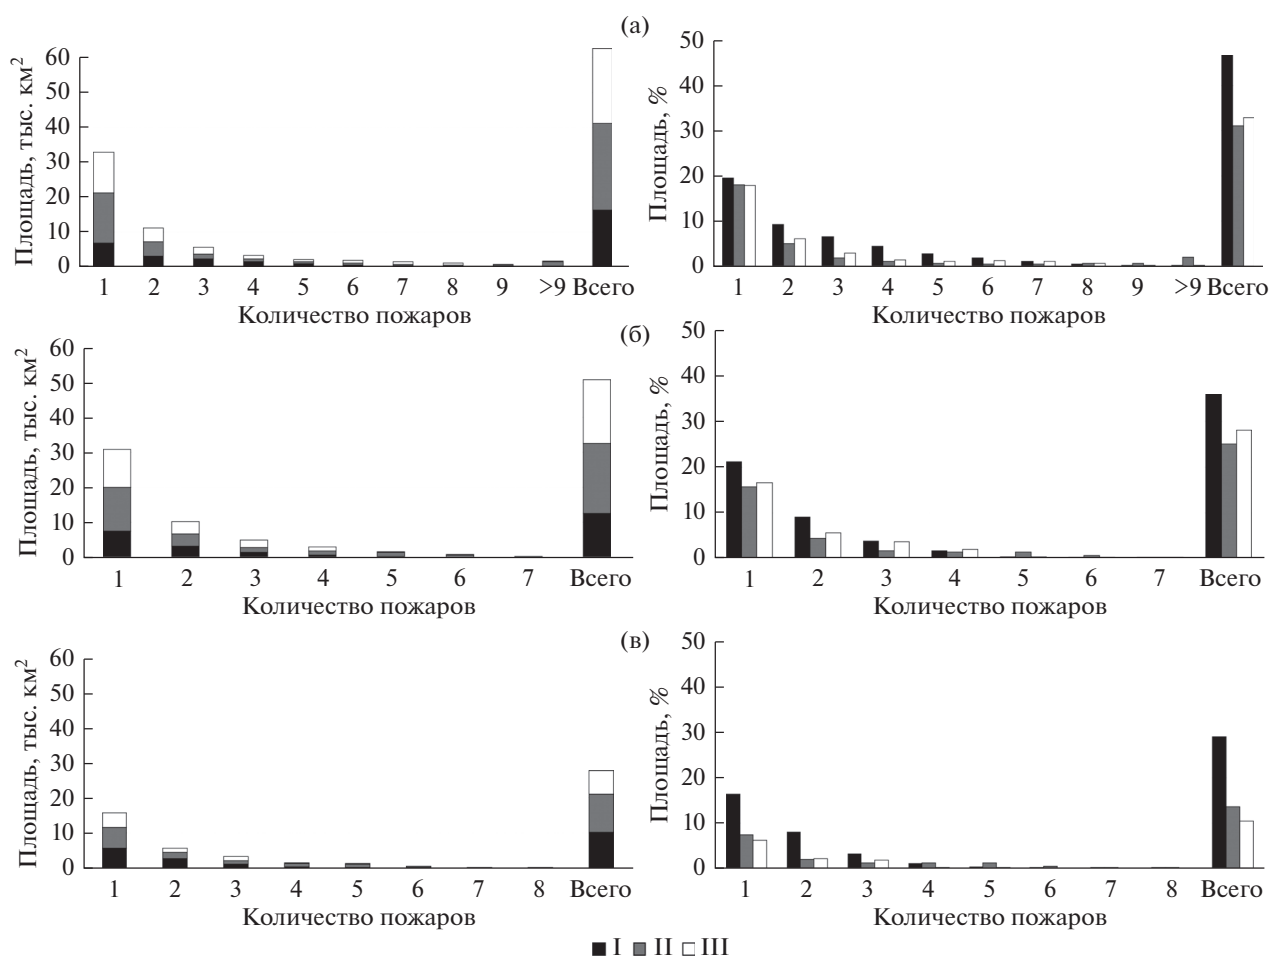 (а)
Площадь, тыс. км²
60
50
40
30
20
10
0
1 2 3 4 5 6 7 8 9 >9 Всего
Количество пожаров
Площадь, %
50
40
30
20
10
0
1 2 3 4 5 6 7 8 9 >9 Всего
Количество пожаров
(б)
Площадь, тыс. км²
60
50
40
30
20
10
0
1 2 3 4 5 6 7 Всего
Количество пожаров
Площадь, %
50
40
30
20
10
0
1 2 3 4 5 6 7 Всего
Количество пожаров
(в)
Площадь, тыс. км²
60
50
40
30
20
10
0
1 2 3 4 5 6 7 8 Всего
Количество пожаров
Площадь, %
50
40
30
20
10
0
1 2 3 4 5 6 7 8 Всего
Количество пожаров
I II III